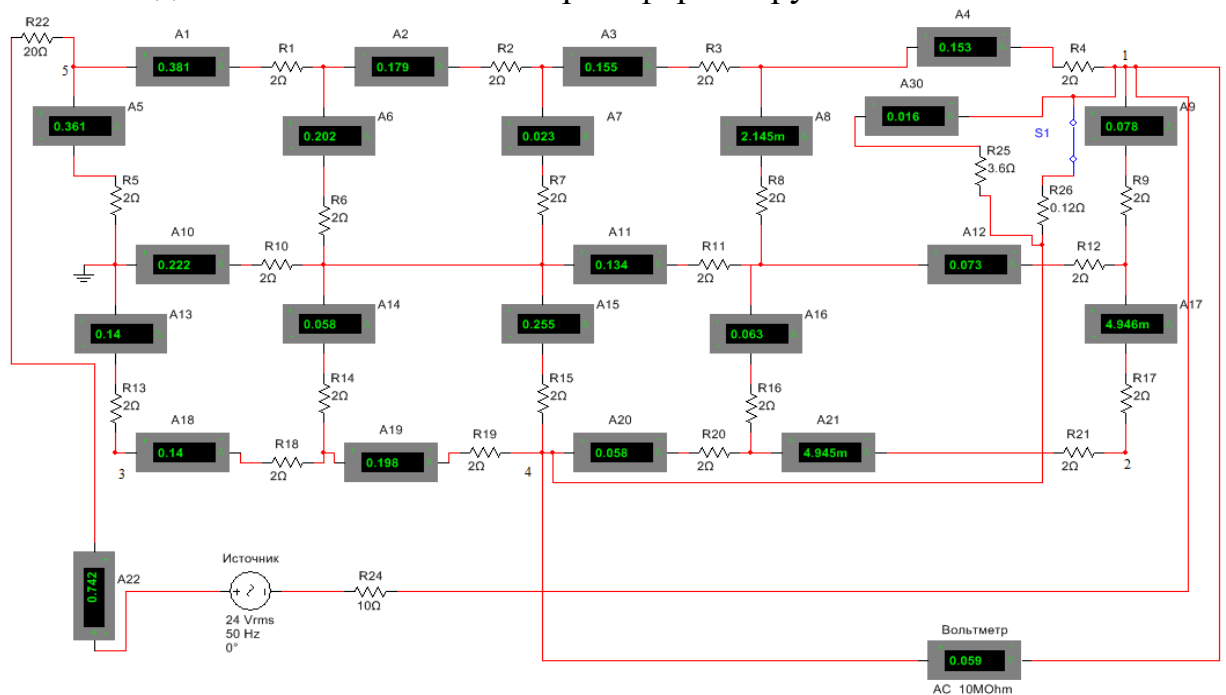 R22
20Ω
5
A1
0.381
R1
2Ω
A2
0.179
R2
2Ω
A3
0.155
R3
2Ω
A4
0.153
R4
2Ω
1
A5
0.361
A6
0.202
A7
0.023
A8
2.145m
A30
0.016
S1
A9
0.078
R5
2Ω
R6
2Ω
R7
2Ω
R8
2Ω
R25
3.6Ω
R26
0.12Ω
R9
2Ω
A10
0.222
R10
2Ω
A11
0.134
R11
2Ω
A12
0.073
R12
2Ω
A13
0.14
A14
0.058
A15
0.255
A16
0.063
A17
4.946m
R13
2Ω
R14
2Ω
R15
2Ω
R16
2Ω
R17
2Ω
3
A18
0.14
R18
2Ω
A19
0.198
R19
2Ω
4
A20
0.058
R20
2Ω
A21
4.945m
R21
2Ω
2
0.742
A22
Источник
24 Vrms
50 Hz
0°
R24
10Ω
Вольтметр
0.059
AC 10MOhm